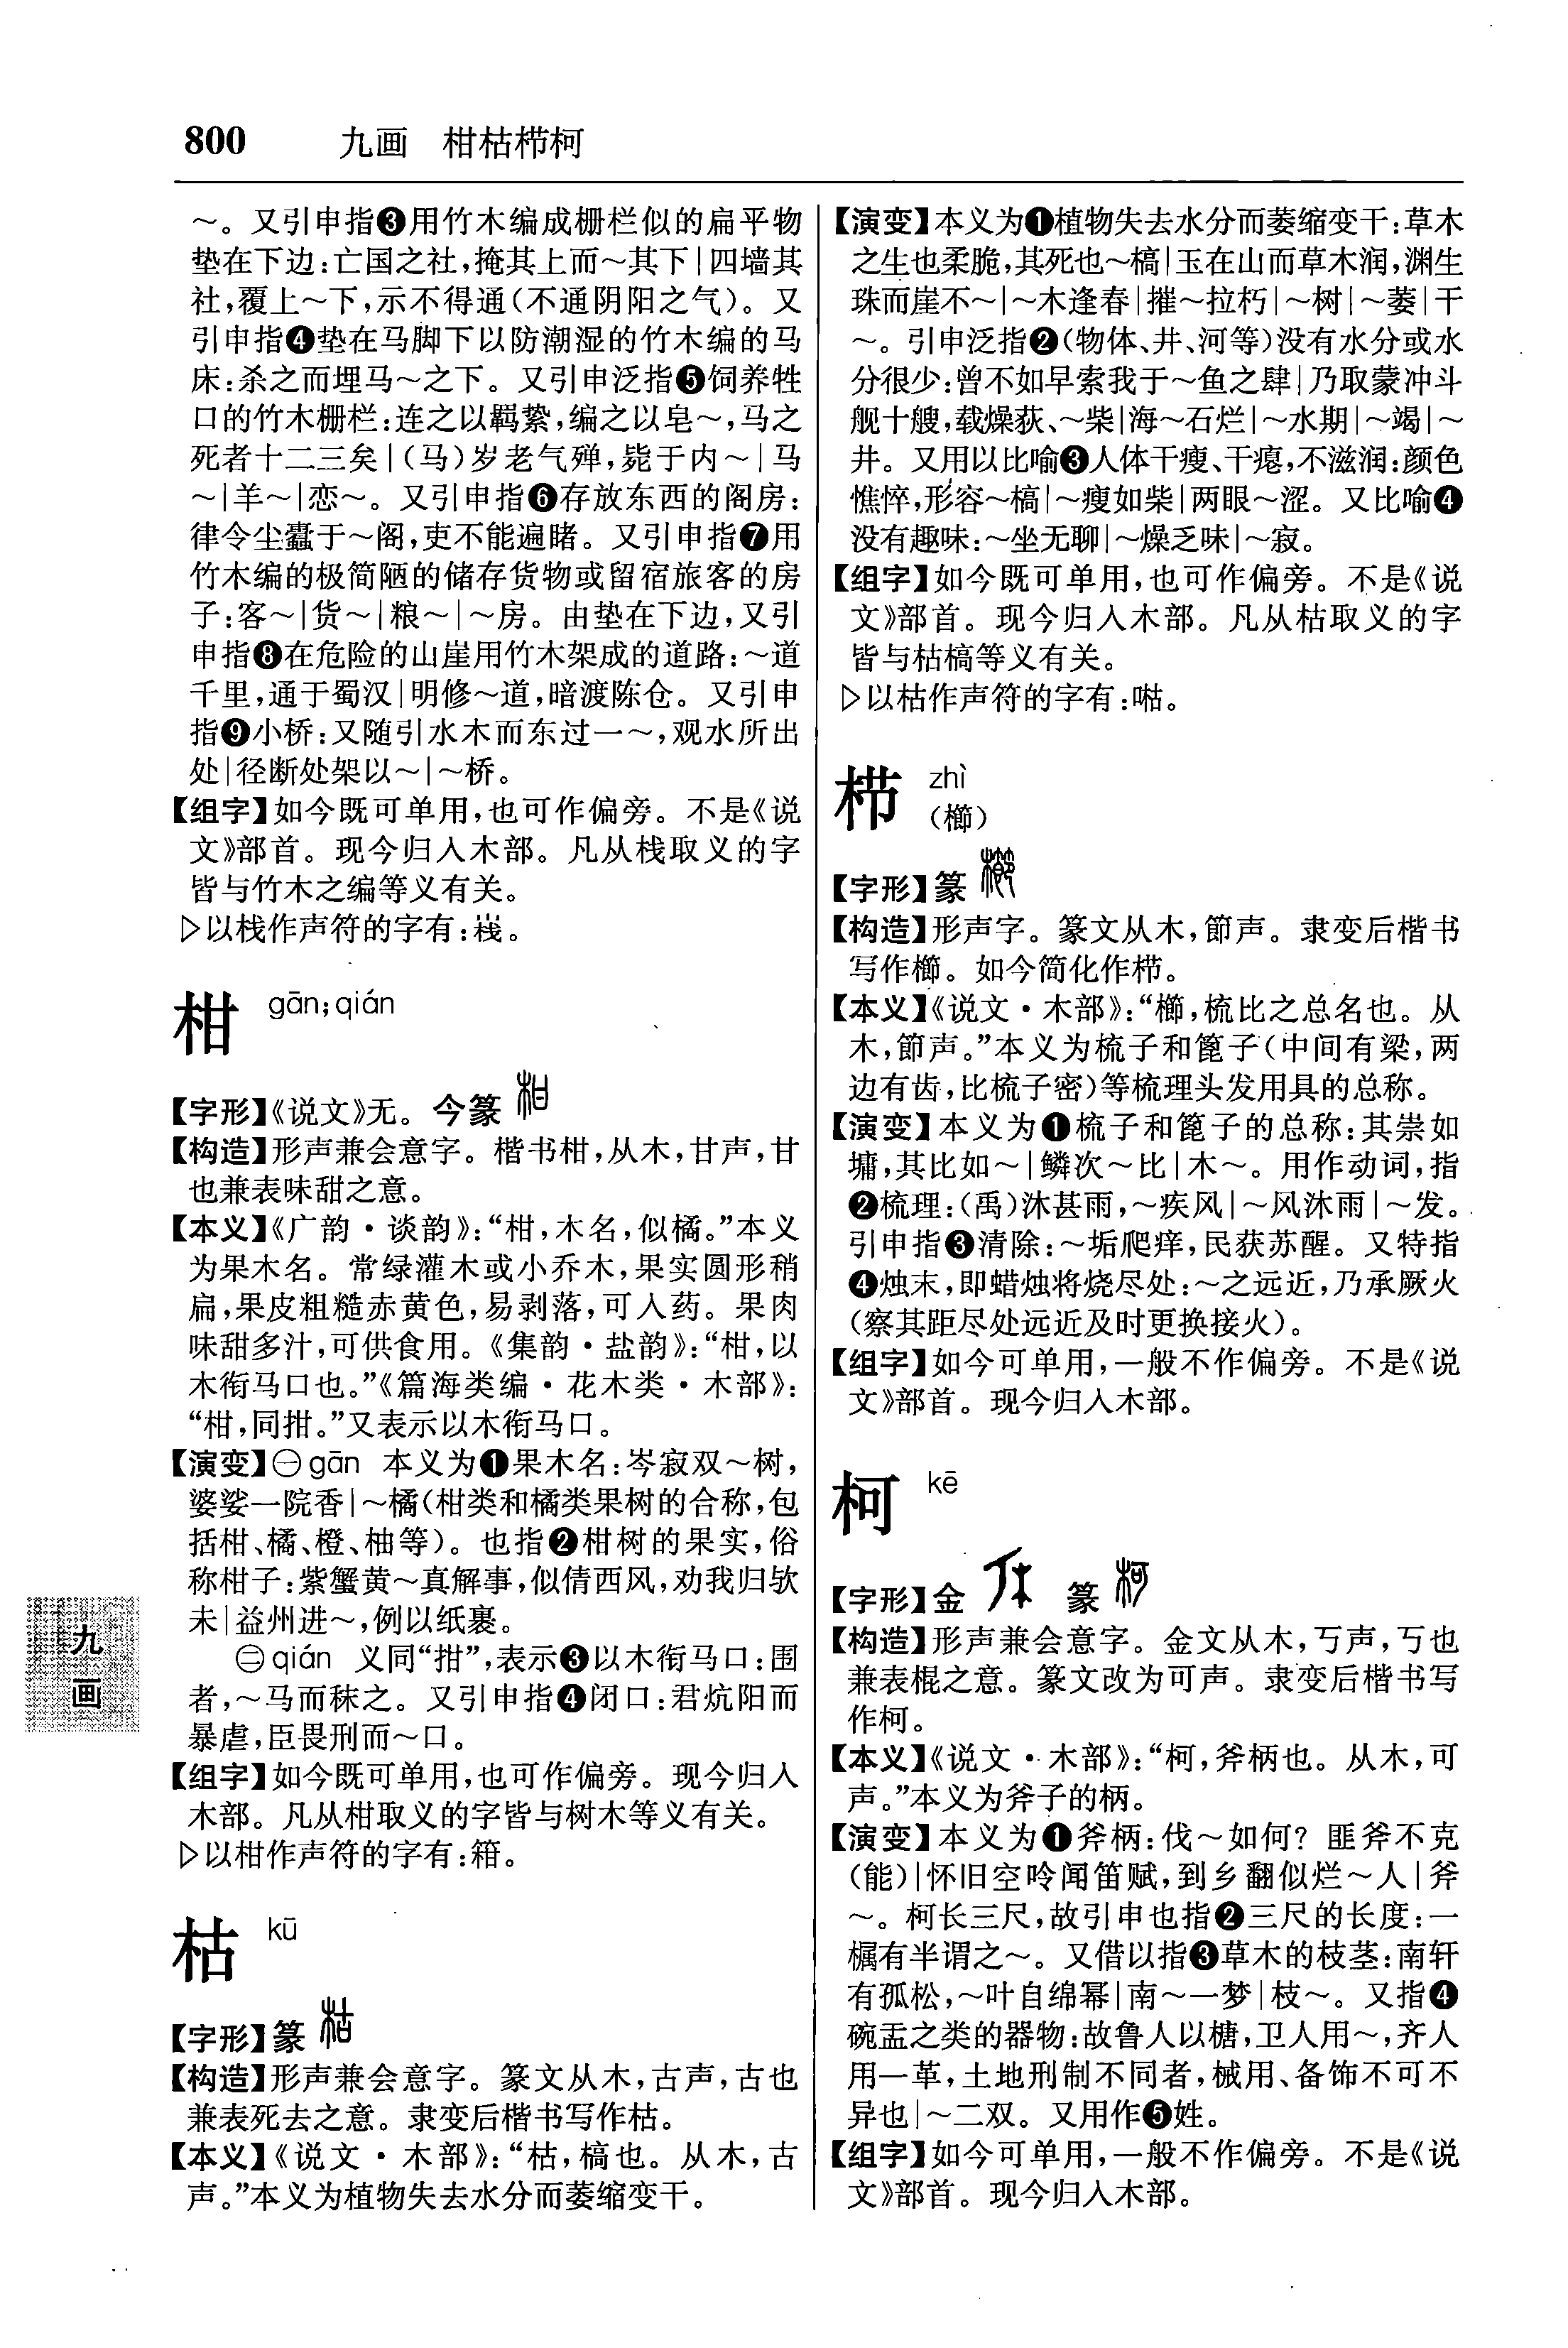 800 九画 柑枯栉柯
～。又引申指❸用竹木编成栅栏似的扁平物
垫在下边:亡国之社,掩其上而～其下|四墙其
社,覆上～下,示不得通(不通阴阳之气)。又
引申指❹垫在马脚下以防潮湿的竹木编的马
床:杀之而埋马～之下。又引申泛指❺饲养牲
口的竹木栅栏:连之以羁絷,编之以皂～,马之
死者十二三矣|(马)岁老气殚,毙于内～|马
～|羊～|恋～。又引申指❻存放东西的阁房:
律令尘蠹于～阁,吏不能遍睹。又引申指❼用
竹木编的极简陋的储存货物或留宿旅客的房
子:客～|货～|粮～|～房。由垫在下边,又引
申指❽在危险的山崖用竹木架成的道路:～道
千里,通于蜀汉|明修～道,暗渡陈仓。又引申
指❾小桥:又随引水木而东过一～,观水所出
处|径断处架以～|～桥。
【组字】如今既可单用,也可作偏旁。不是《说
文》部首。现今归入木部。凡从栈取义的字
皆与竹木之编等义有关。
▷以栈作声符的字有:。
柑 gān;qián
【字形】《说文》无。今篆
【构造】形声兼会意字。楷书柑,从木,甘声,甘
也兼表味甜之意。
【本义】《广韵·谈韵》:“柑,木名,似橘。”本义
为果木名。常绿灌木或小乔木,果实圆形稍
扁,果皮粗糙赤黄色,易剥落,可入药。果肉
味甜多汁,可供食用。《集韵·盐韵》:“柑,以
木衔马口也。”《篇海类编·花木类·木部》:
“柑,同拑。”又表示以木衔马口。
【演变】㊀gān 本义为❶果木名:岑寂双～树,
婆娑一院香|～橘(柑类和橘类果树的合称,包
括柑、橘、橙、柚等)。也指❷柑树的果实,俗
称柑子:紫蟹黄～真解事,似倩西风,劝我归欤
未|益州进～,例以纸裹。
㊁qián 义同“拑”,表示❸以木衔马口:围
者,～马而秣之。又引申指❹闭口:君炕阳而
暴虐,臣畏刑而～口。
【组字】如今既可单用,也可作偏旁。现今归入
木部。凡从柑取义的字皆与树木等义有关。
▷以柑作声符的字有:箝。
枯 kū
【字形】篆
【构造】形声兼会意字。篆文从木,古声,古也
兼表死去之意。隶变后楷书写作枯。
【本义】《说文·木部》:“枯,槁也。从木,古
声。”本义为植物失去水分而萎缩变干。
【演变】本义为❶植物失去水分而萎缩变干:草木
之生也柔脆,其死也～槁|玉在山而草木润,渊生
珠而崖不～|～木逢春|摧～拉朽|～树|～萎|干
～。引申泛指❷(物体、井、河等)没有水分或水
分很少:曾不如早索我于～鱼之肆|乃取蒙冲斗
舰十艘,载燥荻、～柴|海～石烂|～水期|～竭|～
井。又用以比喻❸人体干瘦、干瘪,不滋润:颜色
憔悴,形容～槁|～瘦如柴|两眼～涩。又比喻❹
没有趣味:～坐无聊|～燥乏味|～寂。
【组字】如今既可单用,也可作偏旁。不是《说
文》部首。现今归入木部。凡从枯取义的字
皆与枯槁等义有关。
▷以枯作声符的字有:㗄。
栉 zhì
(櫛)
【字形】篆
【构造】形声字。篆文从木,節声。隶变后楷书
写作櫛。如今简化作栉。
【本义】《说文·木部》:“櫛,梳比之总名也。从
木,節声。”本义为梳子和篦子(中间有梁,两
边有齿,比梳子密)等梳理头发用具的总称。
【演变】本义为❶梳子和篦子的总称:其崇如
墉,其比如～|鳞次～比|木～。用作动词,指
❷梳理:(禹)沐甚雨,～疾风|～风沐雨|～发。
引申指❸清除:～垢爬痒,民获苏醒。又特指
❹烛末,即蜡烛将烧尽处:～之远近,乃承厥火
(察其距尽处远近及时更换接火)。
【组字】如今可单用,一般不作偏旁。不是《说
文》部首。现今归入木部。
柯 kē
【字形】金 篆
【构造】形声兼会意字。金文从木,丂声,丂也
兼表棍之意。篆文改为可声。隶变后楷书写
作柯。
【本义】《说文·木部》:“柯,斧柄也。从木,可
声。”本义为斧子的柄。
【演变】本义为❶斧柄:伐～如何?匪斧不克
(能)|怀旧空吟闻笛赋,到乡翻似烂～人|斧
～。柯长三尺,故引申也指❷三尺的长度:一
欘有半谓之～。又借以指❸草木的枝茎:南轩
有孤松,～叶自绵幂|南～一梦|枝～。又指❹
碗盂之类的器物:故鲁人以榶,卫人用～,齐人
用一革,土地刑制不同者,械用、备饰不可不
异也|～二双。又用作❺姓。
【组字】如今可单用,一般不作偏旁。不是《说
文》部首。现今归入木部。
九
画